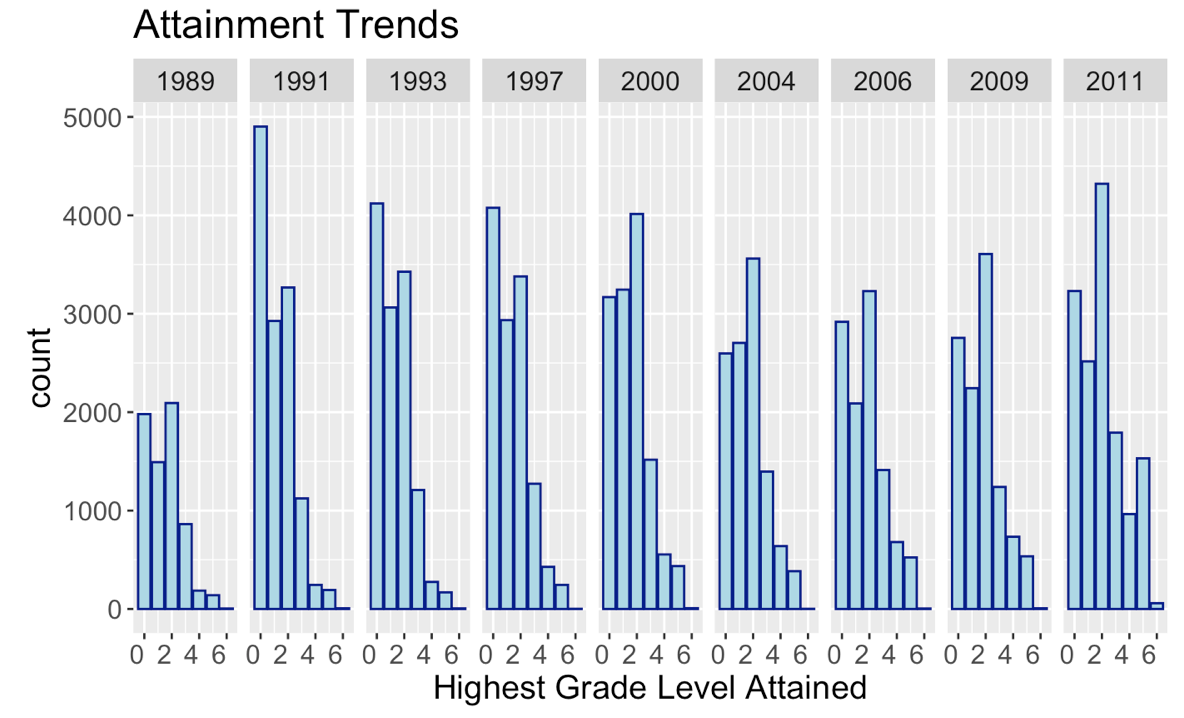 Attainment Trends
1989 1991 1993 1997 2000 2004 2006 2009 2011
5000
4000
3000
2000
1000
0
count
0 2 4 6 0 2 4 6 0 2 4 6 0 2 4 6 0 2 4 6 0 2 4 6 0 2 4 6 0 2 4 6 0 2 4 6
Highest Grade Level Attained